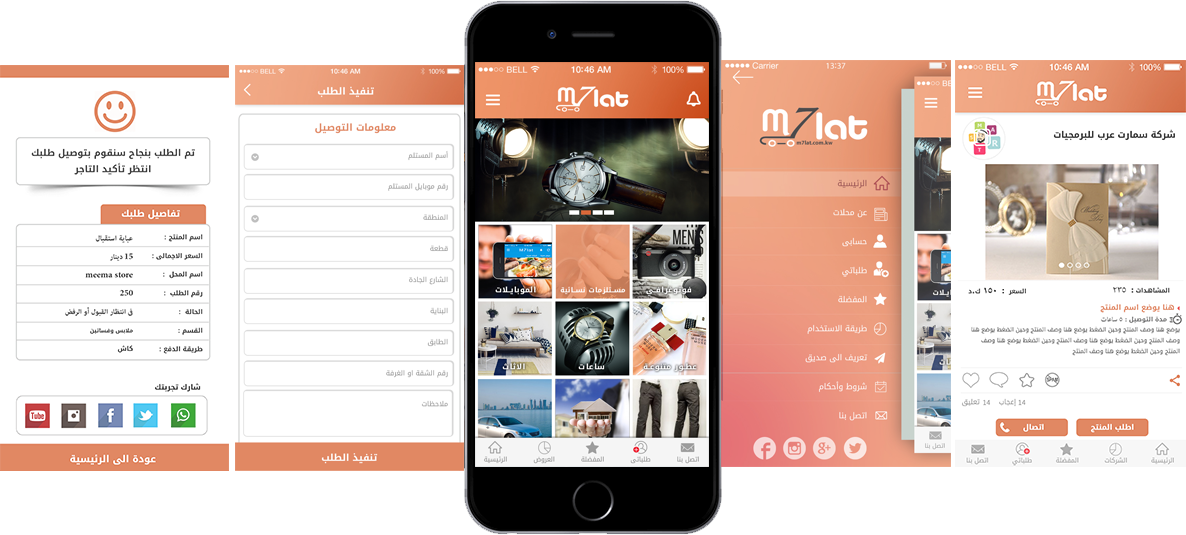 تم الطلب بنجاح سنقوم بتوصيل طلبك
انتظر تأكيد التاجر
تفاصيل طلبك
اسم المنتج : عباية استقبال
السعر الاجمالى : 15 دينار
اسم المحل : meema store
رقم الطلب : 250
الحالة : فى انتظار القبول أو الرفض
القسم : ملابس وفساتين
طريقة الدفع : كاش
شارك تجربتك
You Tube
عودة الى الرئيسية
BELL 10:46 AM 100%
تنفيذ الطلب
معلومات التوصيل
أسم المستلم
رقم موبايل المستلم
المنطقة
قطعة
الشارع الجادة
البناية
الطابق
رقم الشقة او الغرفة
ملاحظات
تنفيذ الطلب
BELL 10:46 AM 100%
m7lat
الموبايلات
مستلزمات نسائية
MEN'S
فوتوغرافي
الاثاث
ساعات
عطور متنوعة
الرئيسية
العروض
المفضلة
طلباتى
اتصل بنا
Carrier 13:37
m7lat
m7lat.com.kw
الرئيسية
عن محلات
حسابى
طلباتي
المفضلة
طريقة الاستخدام
تعريف الى صديق
شروط وأحكام
اتصل بنا
اتصل بنا
BELL 10:46 AM 100%
m7lat
شركة سمارت عرب للبرمجيات
المشاهدات : ٢٣٥
السعر : ٦٥٠ ك.د
هنا يوضع اسم المنتج
مدة التوصيل : ٥ ساعات
يوضع هنا وصف المنتج وحين الضغط يوضع هنا وصف المنتج وحين الضغط يوضع هنا
وصف المنتج وحين الضغط يوضع هنا وصف المنتج وحين الضغط يوضع هنا وصف
المنتج وحين الضغط يوضع هنا وصف المنتج
14 إعجاب 14 تعليق
اطلب المنتج
اتصال
الرئيسية
الشركات
المفضلة
طلباتي
اتصل بنا